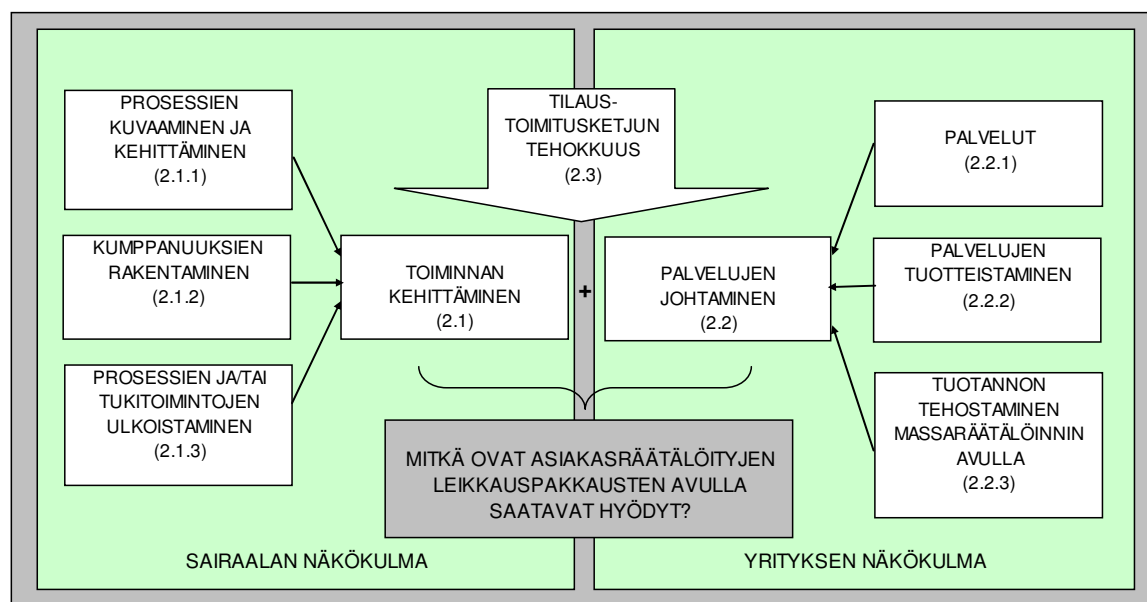 PROSESSIEN
KUVAAMINEN JA
KEHITTÄMINEN
(2.1.1)
KUMPPANUUKSIEN
RAKENTAMINEN
(2.1.2)
PROSESSIEN JA/TAI
TUKITOIMINTOJEN
ULKOISTAMINEN
(2.1.3)
TOIMINNAN
KEHITTÄMINEN
(2.1)
TILAUS-
TOIMITUSKETJUN
TEHOKKUUS
(2.3)
+
PALVELUJEN
JOHTAMINEN
(2.2)
PALVELUT
(2.2.1)
PALVELUJEN
TUOTTEISTAMINEN
(2.2.2)
TUOTANNON
TEHOSTAMINEN
MASSARÄÄTÄLÖINNIN
AVULLA
(2.2.3)
MITKÄ OVAT ASIAKASRÄÄTÄLÖITYJEN
LEIKKAUSPAKKAUSTEN AVULLA
SAATAVAT HYÖDYT?
SAIRAALAN NÄKÖKULMA
YRITYKSEN NÄKÖKULMA